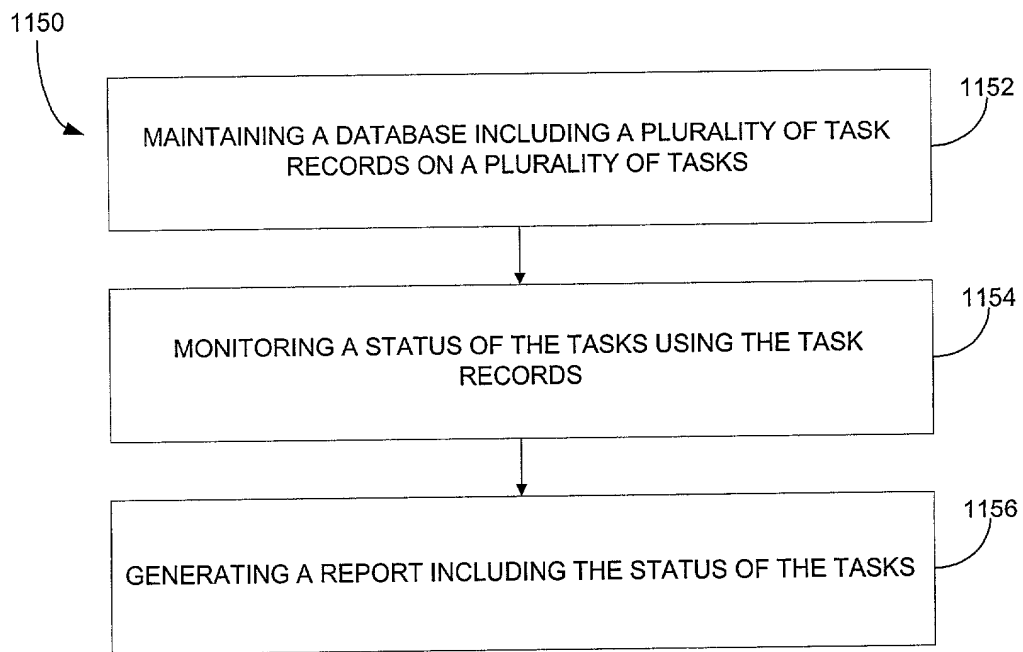 1150
1152
MAINTAINING A DATABASE INCLUDING A PLURALITY OF TASK
RECORDS ON A PLURALITY OF TASKS
1154
MONITORING A STATUS OF THE TASKS USING THE TASK
RECORDS
1156
GENERATING A REPORT INCLUDING THE STATUS OF THE TASKS